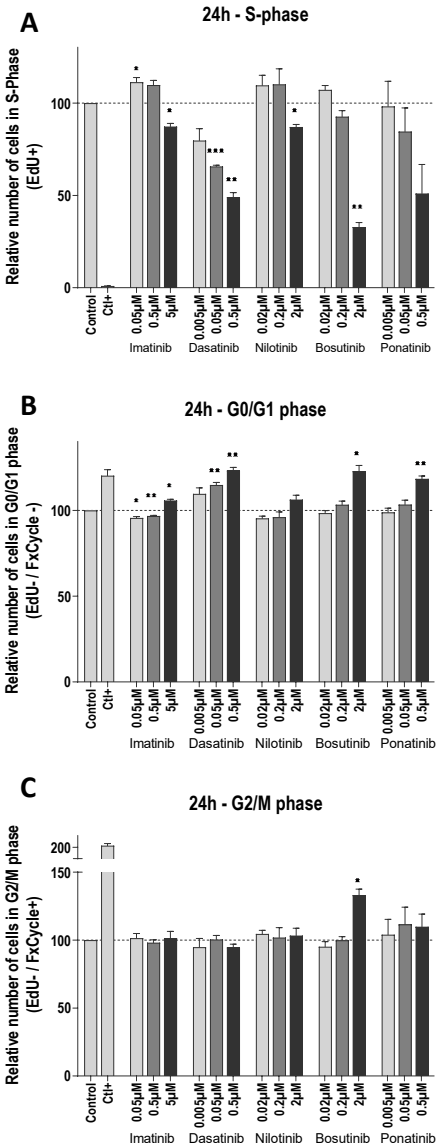 A
24h - S-phase
Relative number of cells in S-Phase
(EdU+)
100
50
0
* * *** ** * **
Control
Ctl+
0.05µM
0.5µM
5µM
0.005µM
0.05µM
0.5µM
0.02µM
0.2µM
2µM
0.02µM
0.2µM
2µM
0.005µM
0.05µM
0.5µM
Imatinib Dasatinib Nilotinib Bosutinib Ponatinib
B
24h - G0/G1 phase
Relative number of cells in G0/G1 phase
(EdU- / FxCycle -)
100
50
0
* ** * ** ** * **
Control
Ctl+
0.05µM
0.5µM
5µM
0.005µM
0.05µM
0.5µM
0.02µM
0.2µM
2µM
0.02µM
0.2µM
2µM
0.005µM
0.05µM
0.5µM
Imatinib Dasatinib Nilotinib Bosutinib Ponatinib
C
24h - G2/M phase
Relative number of cells in G2/M phase
(EdU- / FxCycle+)
200
150
100
50
0
*
Control
Ctl+
0.05µM
0.5µM
5µM
0.005µM
0.05µM
0.5µM
0.02µM
0.2µM
2µM
0.02µM
0.2µM
2µM
0.005µM
0.05µM
0.5µM
Imatinib Dasatinib Nilotinib Bosutinib Ponatinib